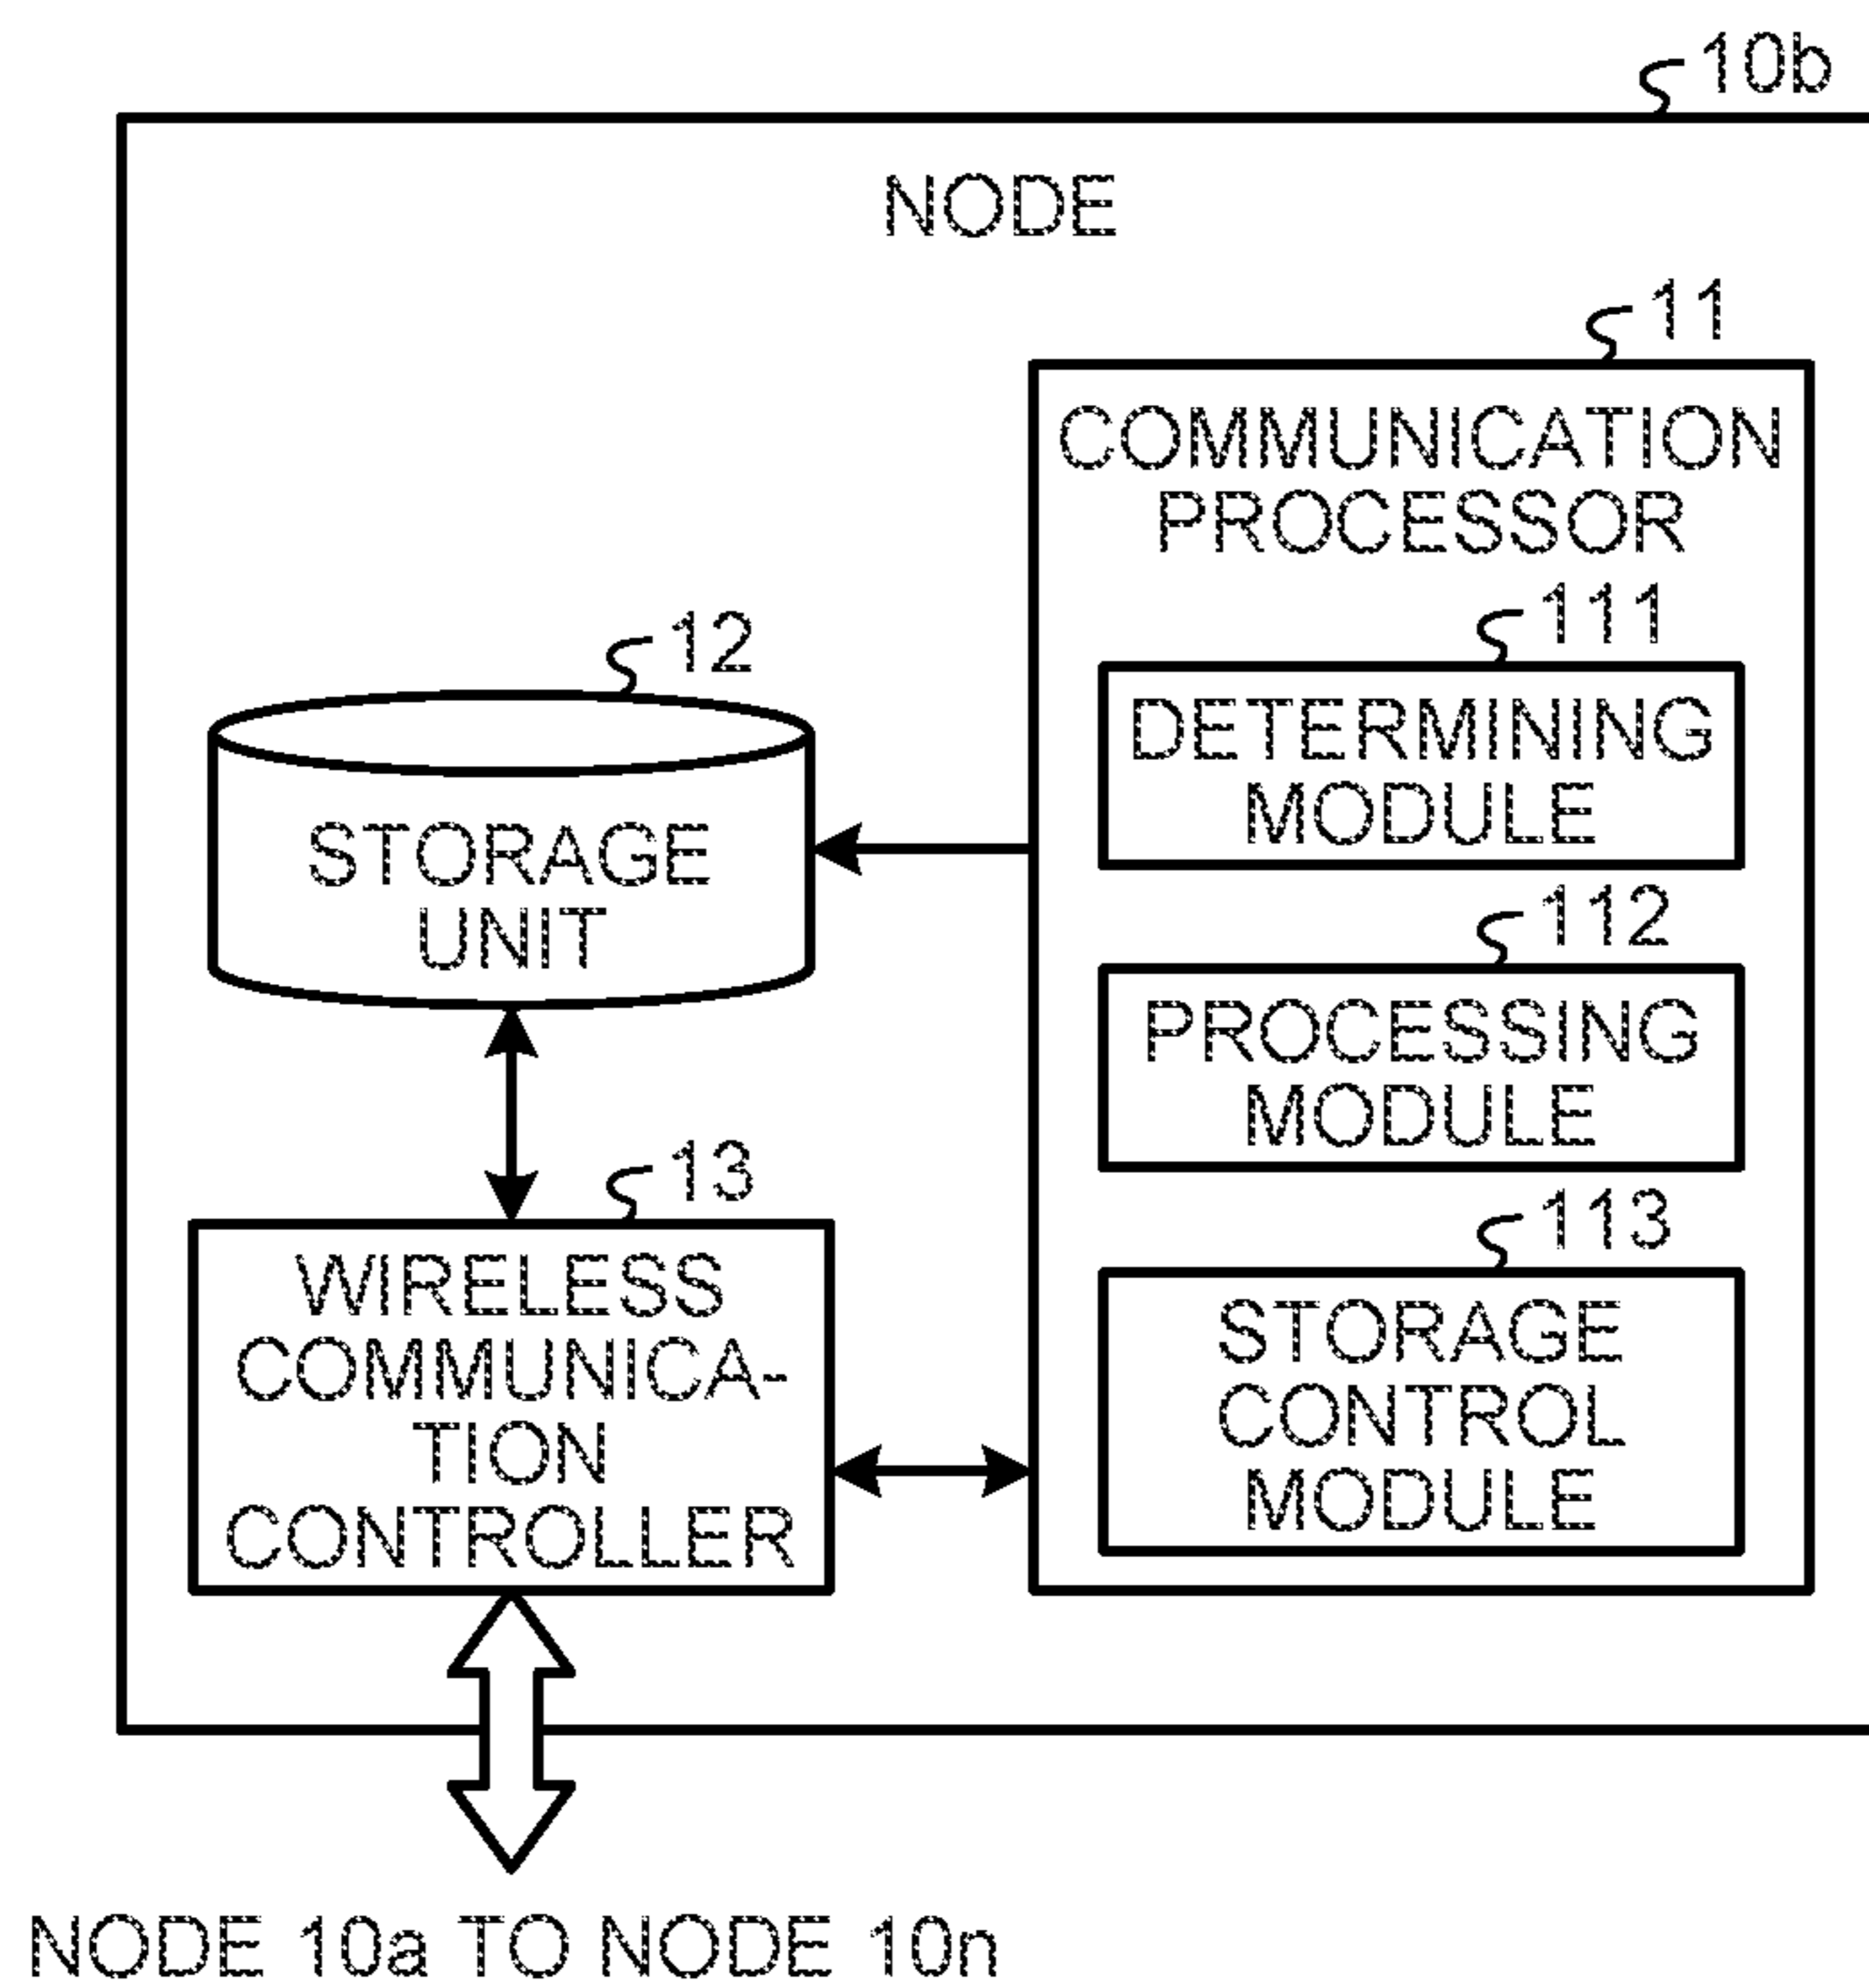 10b
NODE
11
COMMUNICATION
PROCESSOR
111
DETERMINING
MODULE
12
STORAGE
UNIT
112
PROCESSING
MODULE
13
WIRELESS
COMMUNICA-
TION
CONTROLLER
113
STORAGE
CONTROL
MODULE
NODE 10a TO NODE 10n